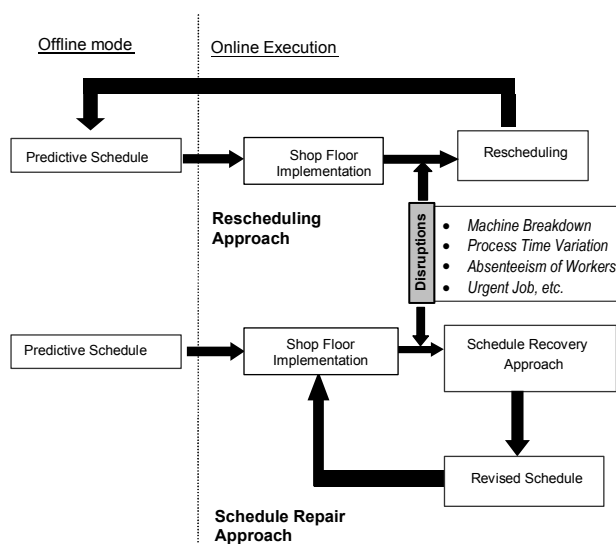 Offline mode
Online Execution
Predictive Schedule
Shop Floor
Implementation
Rescheduling
Rescheduling
Approach
Disruptions
• Machine Breakdown
• Process Time Variation
• Absenteeism of Workers
• Urgent Job, etc.
Predictive Schedule
Shop Floor
Implementation
Schedule Recovery
Approach
Revised Schedule
Schedule Repair
Approach